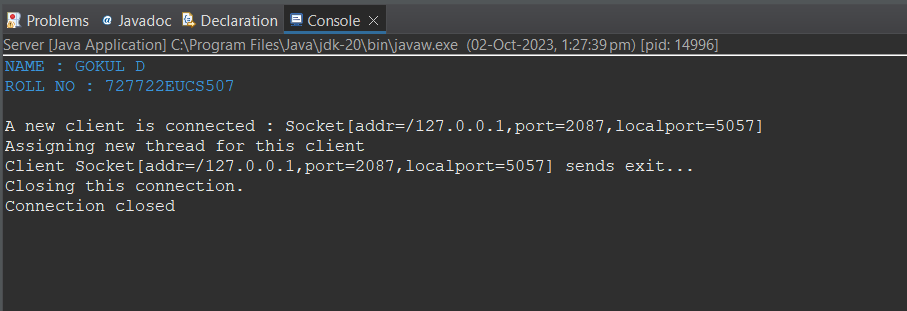 Problems @ Javadoc Declaration Console
Server [Java Application] C:\Program Files\Java\jdk-20\bin\javaw.exe (02-Oct-2023, 1:27:39 pm) [pid: 14996]
NAME : GOKUL D
ROLL NO : 727722EUCS507
A new client is connected : Socket[addr=/127.0.0.1,port=2087,localport=5057]
Assigning new thread for this client
Client Socket[addr=/127.0.0.1,port=2087,localport=5057] sends exit...
Closing this connection.
Connection closed